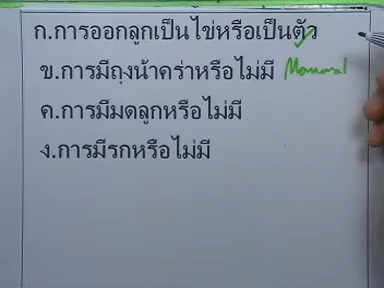 ก.การออกลูกเป็นไข่หรือเป็นตัว
ข.การมีถุงน้ำคร่ำหรือไม่มี
ค.การมีมดลูกหรือไม่มี
ง.การมีรกหรือไม่มี